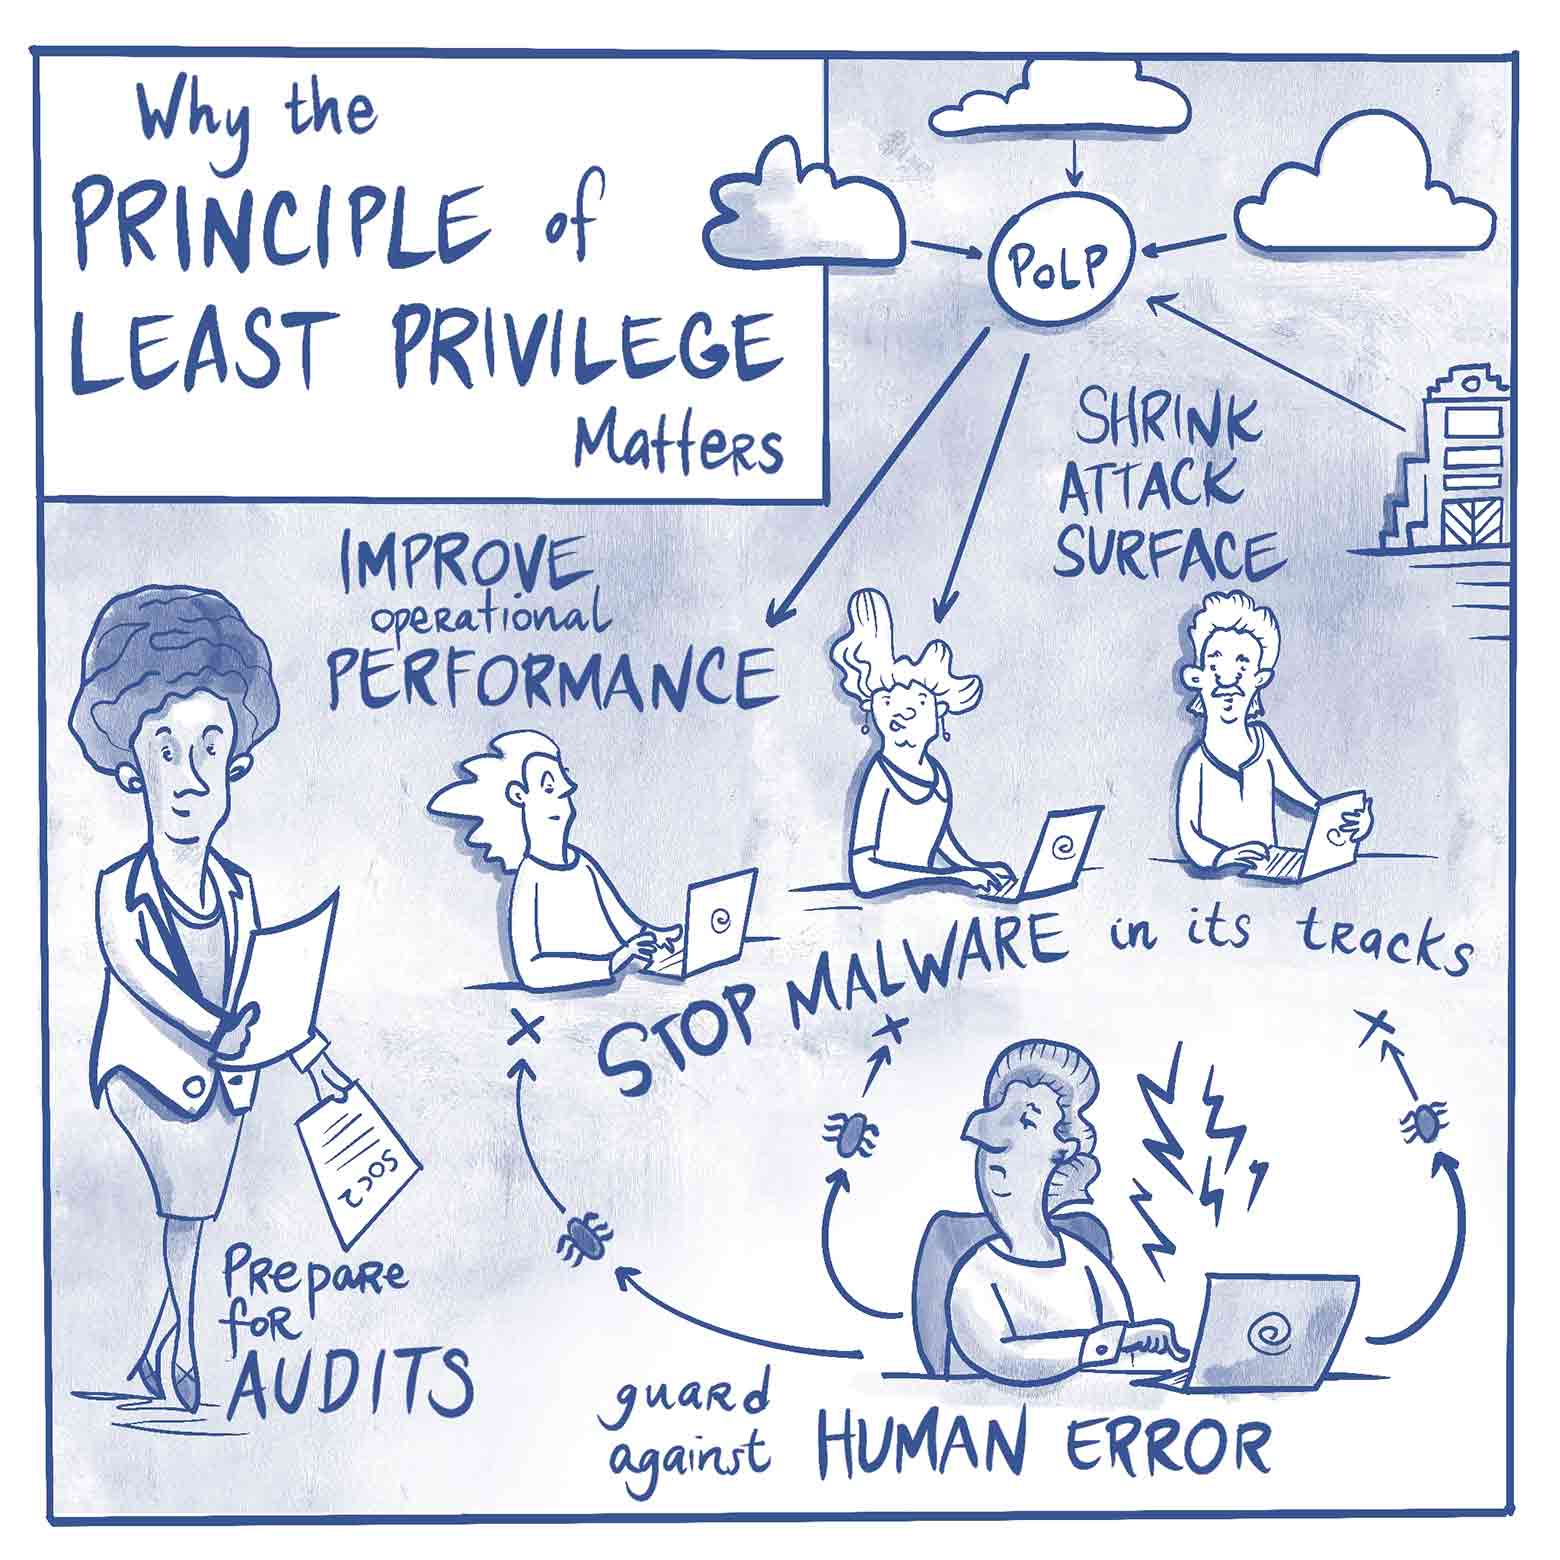 Why the
PRINCIPLE of
LEAST PRIVILEGE
Matters
PoLP
SHRINK
ATTACK
SURFACE
IMPROVE
operational
PERFORMANCE
STOP MALWARE in its tracks
SOC2
Prepare
for
AUDITS
guard
against HUMAN ERROR